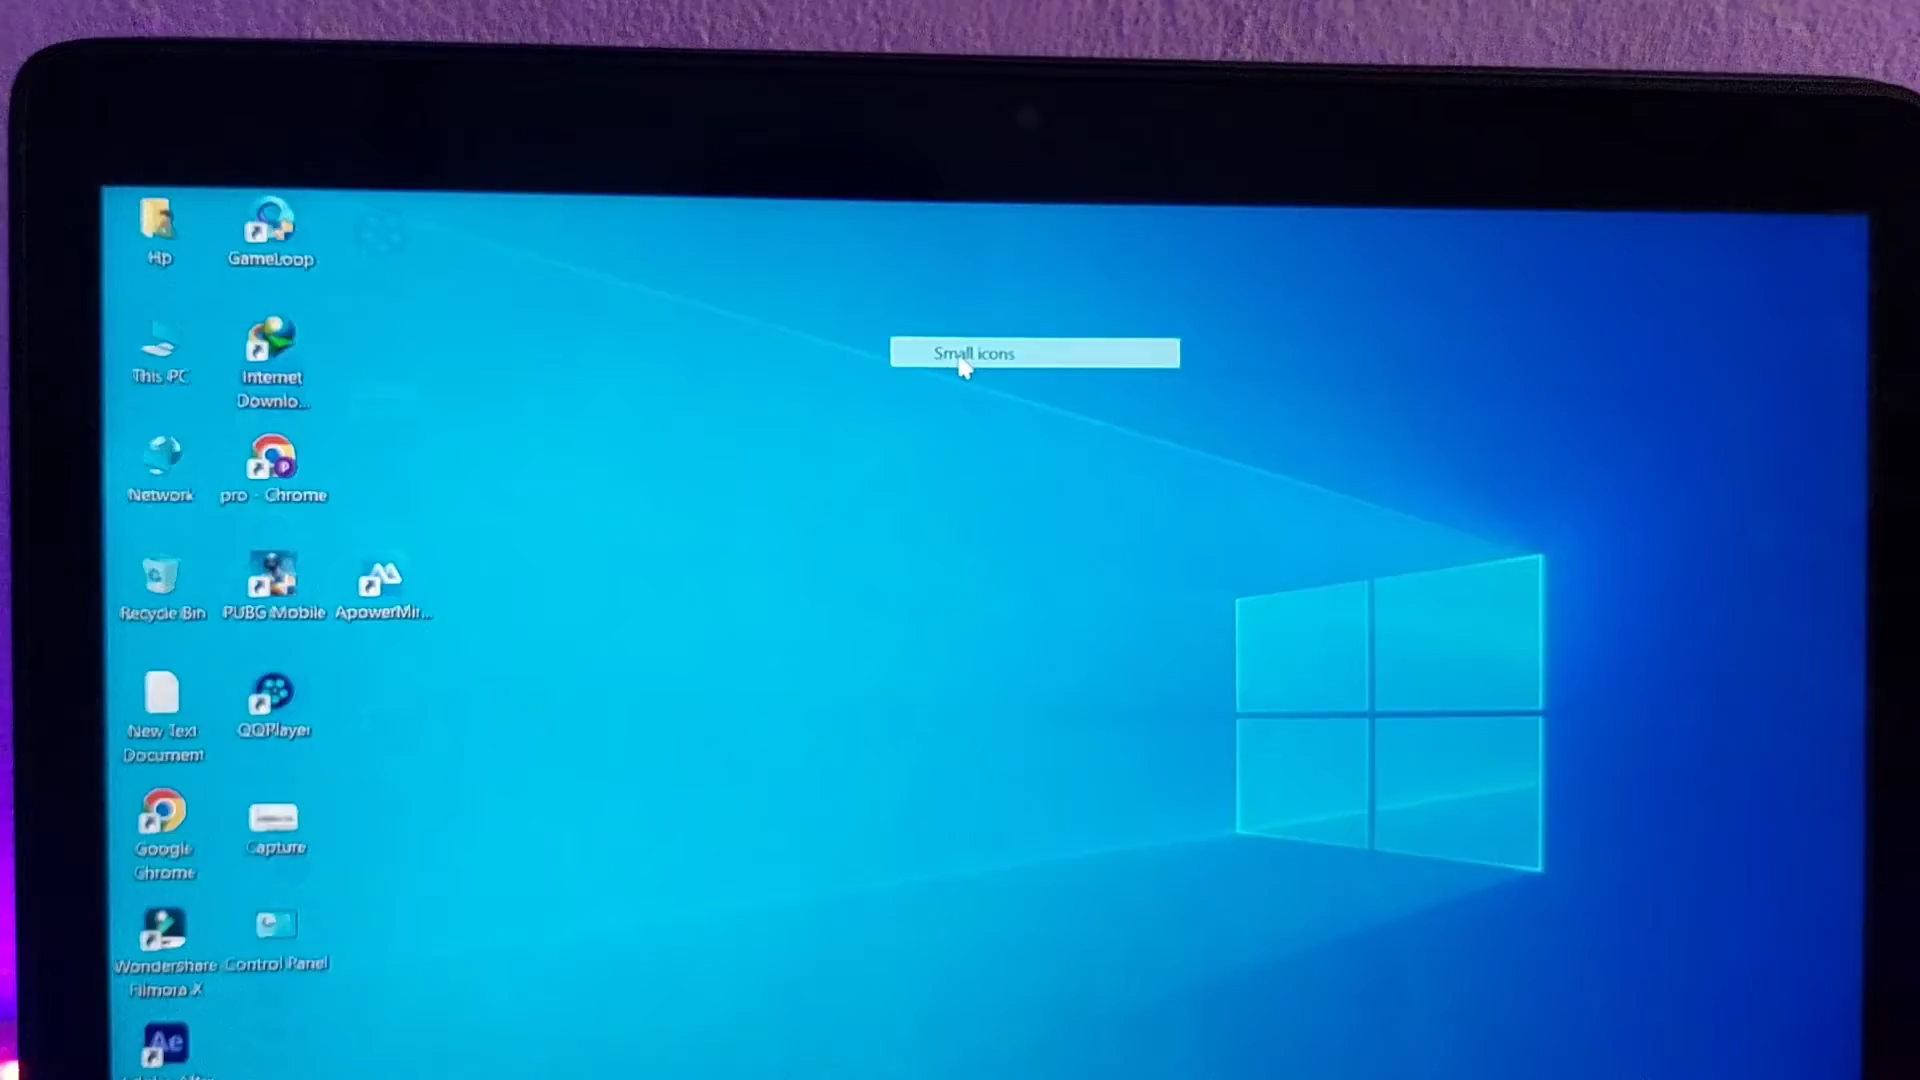 Hp
GameLoop
Small icons
This PC
Internet
Downlo...
Network
pro - Chrome
Recycle Bin
PUBG Mobile
ApowerMir...
New Text
Document
QQPlayer
Google
Chrome
Capture
Wondershare
Filmora X
Control Panel
Ae